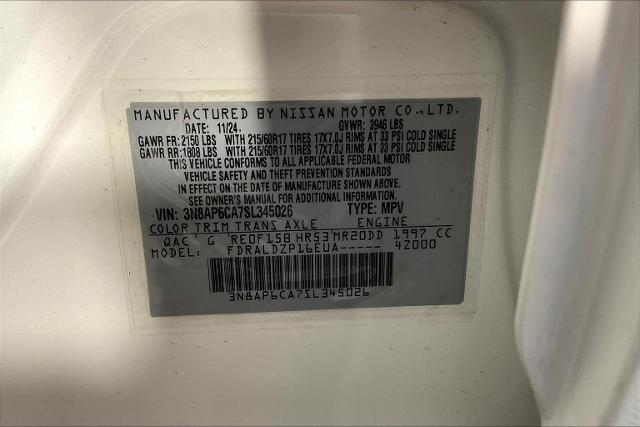 MANUFACTURED BY NISSAN MOTOR CO.,LTD.
DATE: 11/24. GVWR: 3946 LBS
GAWR FR: 2150 LBS WITH 215/60R17 TIRES 17X7.0J RIMS AT 33 PSI COLD SINGLE
GAWR RR: 1808 LBS WITH 215/60R17 TIRES 17X7.0J RIMS AT 33 PSI COLD SINGLE
THIS VEHICLE CONFORMS TO ALL APPLICABLE FEDERAL MOTOR
VEHICLE SAFETY AND THEFT PREVENTION STANDARDS
IN EFFECT ON THE DATE OF MANUFACTURE SHOWN ABOVE.
SEE OWNER'S MANUAL FOR ADDITIONAL INFORMATION
VIN: 3N8AP6CA7SL345026 TYPE: MPV
COLOR TRIM TRANS AXLE ENGINE
QAC G RE0F15B HR53 MR20DD 1997 CC
MODEL: FDRALDZP16EUA----- 4Z000
3N8AP6CA7SL345026